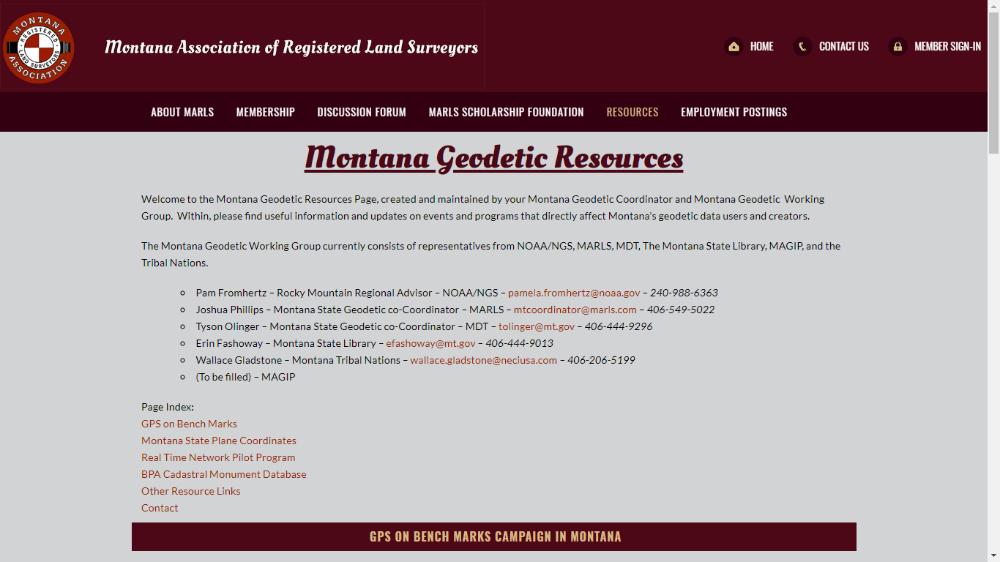 MONTANA
REGISTERED
LAND SURVEYORS
ASSOCIATION
Montana Association of Registered Land Surveyors
HOME
CONTACT US
MEMBER SIGN-IN
ABOUT MARLS
MEMBERSHIP
DISCUSSION FORUM
MARLS SCHOLARSHIP FOUNDATION
RESOURCES
EMPLOYMENT POSTINGS
Montana Geodetic Resources
Welcome to the Montana Geodetic Resources Page, created and maintained by your Montana Geodetic Coordinator and Montana Geodetic  Working
Group.  Within, please find useful information and updates on events and programs that directly affect Montana’s geodetic data users and creators.
The Montana Geodetic Working Group currently consists of representatives from NOAA/NGS, MARLS, MDT, The Montana State Library, MAGIP, and the
Tribal Nations.
Pam Fromhertz – Rocky Mountain Regional Advisor – NOAA/NGS – pamela.fromhertz@noaa.gov – 240-988-6363
Joshua Phillips – Montana State Geodetic co-Coordinator – MARLS – mtcoordinator@marls.com – 406-549-5022
Tyson Olinger – Montana State Geodetic co-Coordinator – MDT – tolinger@mt.gov – 406-444-9296
Erin Fashoway – Montana State Library – efashoway@mt.gov – 406-444-9013
Wallace Gladstone – Montana Tribal Nations – wallace.gladstone@neciusa.com – 406-206-5199
(To be filled) – MAGIP
Page Index:
GPS on Bench Marks
Montana State Plane Coordinates
Real Time Network Pilot Program
BPA Cadastral Monument Database
Other Resource Links
Contact
GPS ON BENCH MARKS CAMPAIGN IN MONTANA